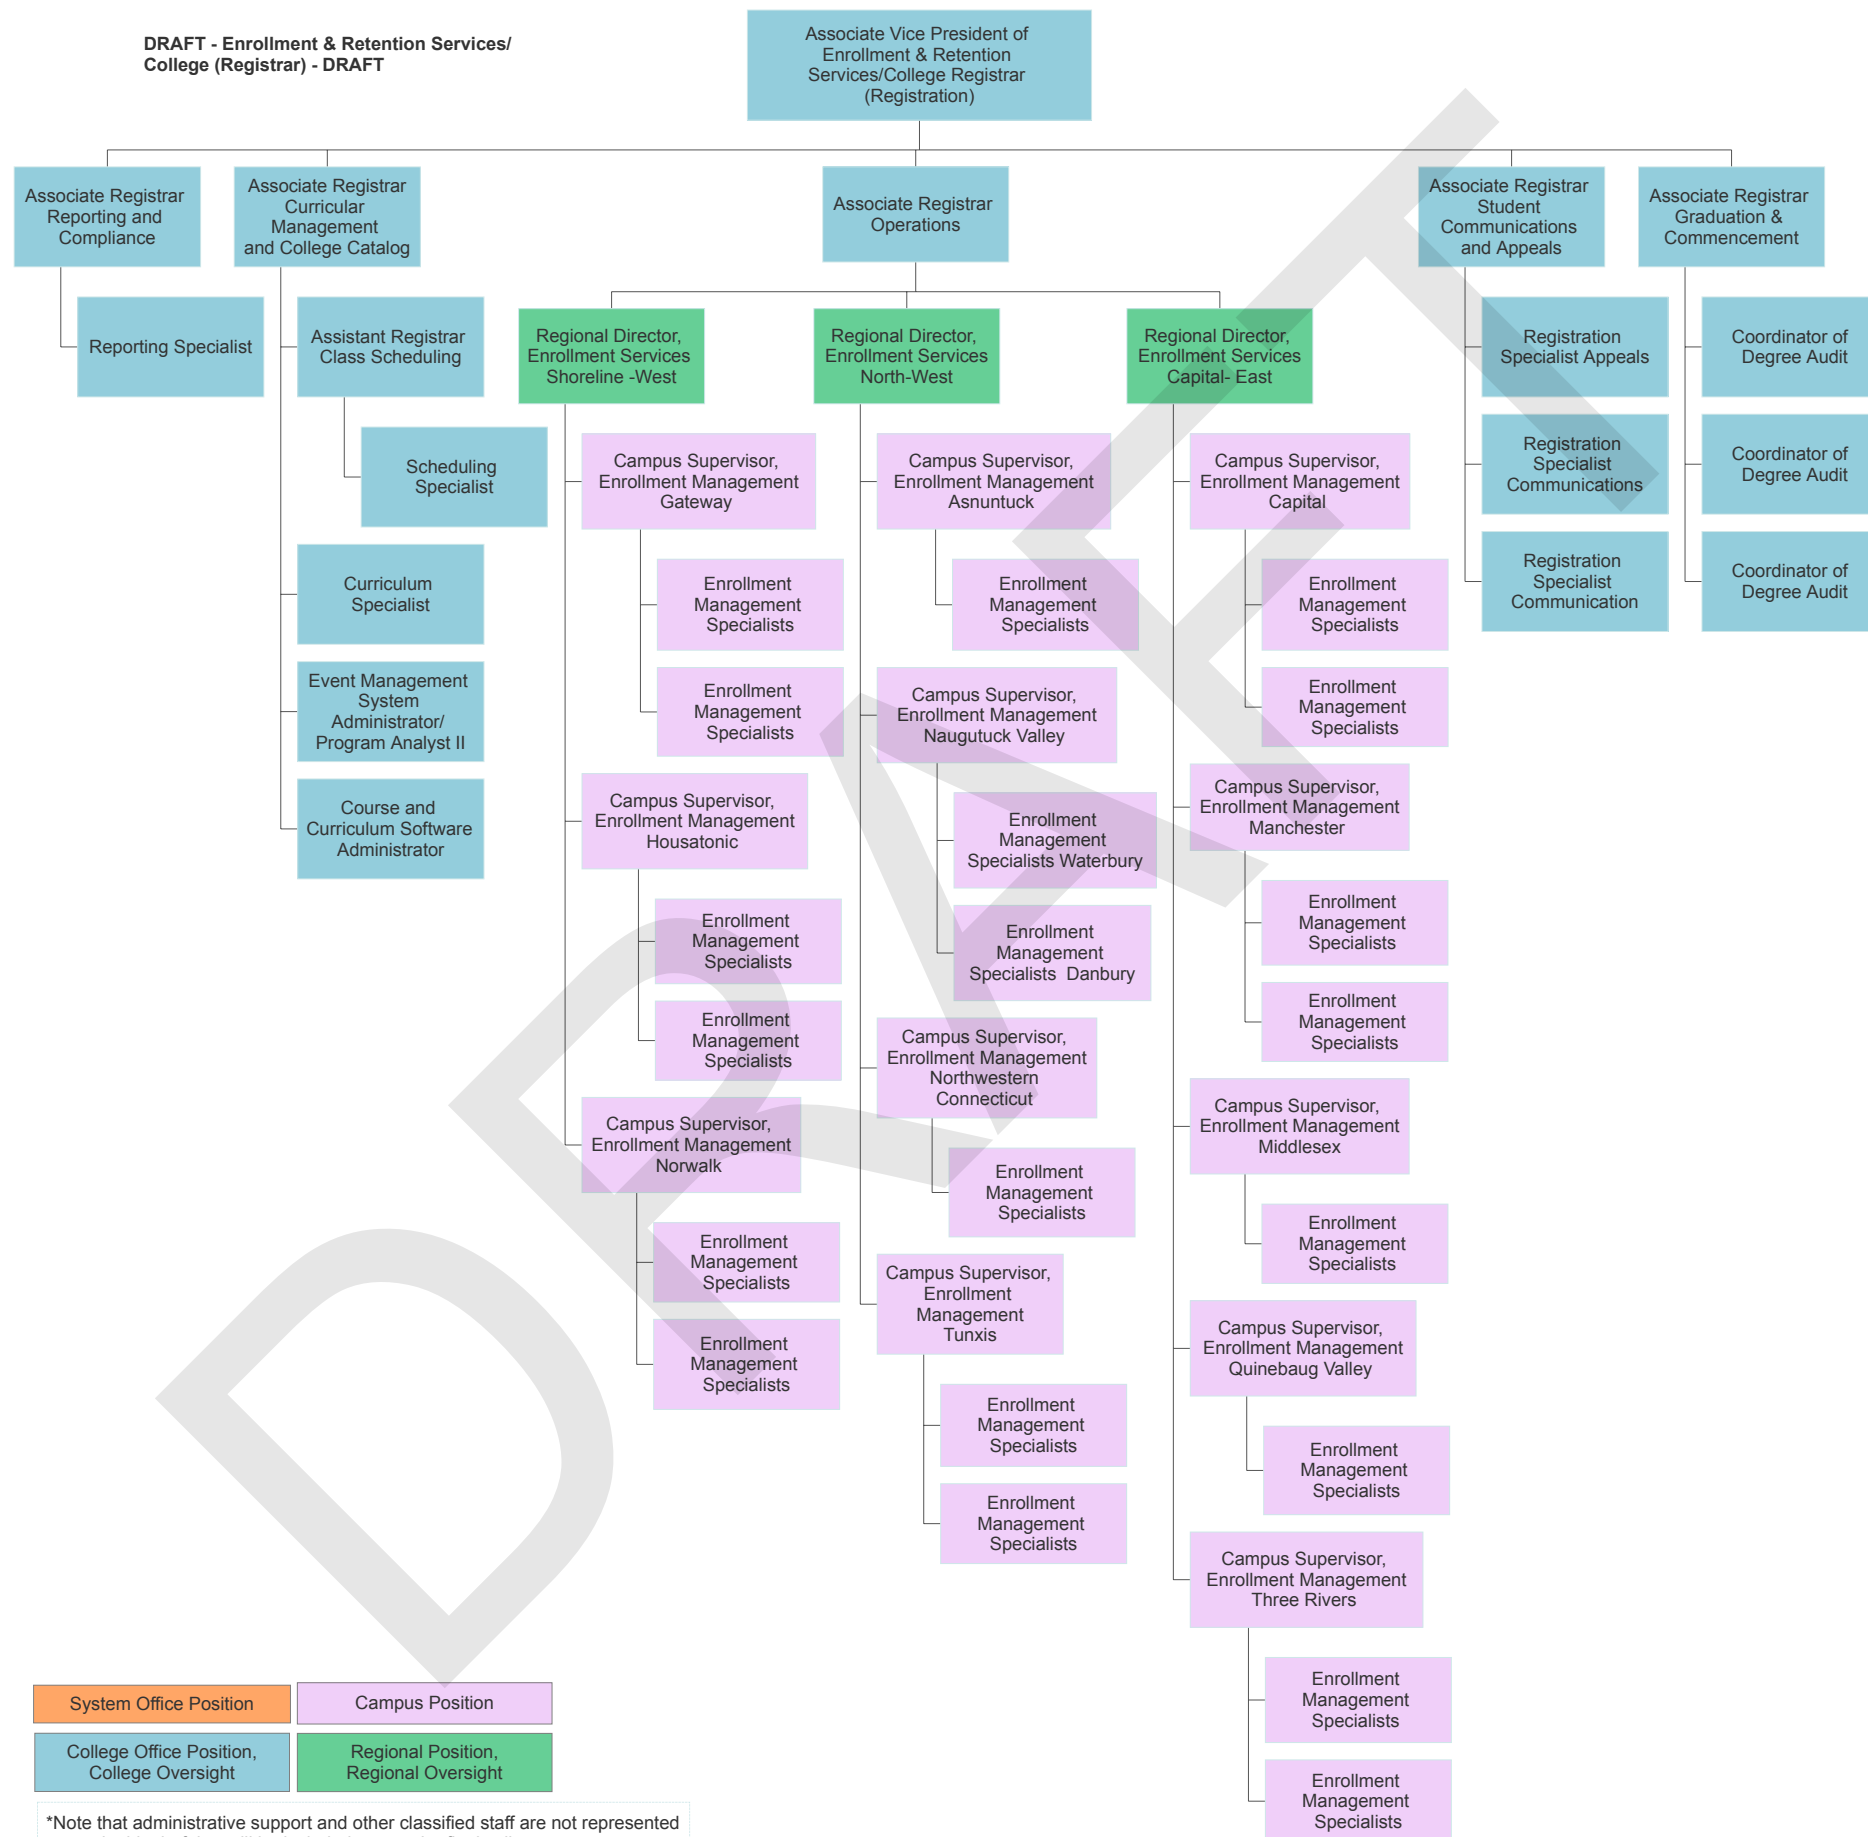 DRAFT - Enrollment & Retention Services/
College (Registrar) - DRAFT
Associate Vice President of
Enrollment & Retention
Services/College Registrar
(Registration)
Associate Registrar
Reporting and
Compliance
Associate Registrar
Curricular
Management
and College Catalog
Associate Registrar
Operations
Associate Registrar
Student
Communications
and Appeals
Associate Registrar
Graduation &
Commencement
Reporting Specialist
Assistant Registrar
Class Scheduling
Scheduling
Specialist
Curriculum
Specialist
Event Management
System
Administrator/
Program Analyst II
Course and
Curriculum Software
Administrator
Regional Director,
Enrollment Services
Shoreline -West
Campus Supervisor,
Enrollment Management
Gateway
Enrollment
Management
Specialists
Enrollment
Management
Specialists
Campus Supervisor,
Enrollment Management
Housatonic
Enrollment
Management
Specialists
Enrollment
Management
Specialists
Campus Supervisor,
Enrollment Management
Norwalk
Enrollment
Management
Specialists
Enrollment
Management
Specialists
Regional Director,
Enrollment Services
North-West
Campus Supervisor,
Enrollment Management
Asnuntuck
Enrollment
Management
Specialists
Campus Supervisor,
Enrollment Management
Naugutuck Valley
Enrollment
Management
Specialists Waterbury
Enrollment
Management
Specialists  Danbury
Campus Supervisor,
Enrollment Management
Northwestern
Connecticut
Enrollment
Management
Specialists
Campus Supervisor,
Enrollment
Management
Tunxis
Enrollment
Management
Specialists
Enrollment
Management
Specialists
Regional Director,
Enrollment Services
Capital- East
Campus Supervisor,
Enrollment Management
Capital
Enrollment
Management
Specialists
Enrollment
Management
Specialists
Campus Supervisor,
Enrollment Management
Manchester
Enrollment
Management
Specialists
Enrollment
Management
Specialists
Campus Supervisor,
Enrollment Management
Middlesex
Enrollment
Management
Specialists
Campus Supervisor,
Enrollment Management
Quinebaug Valley
Enrollment
Management
Specialists
Campus Supervisor,
Enrollment Management
Three Rivers
Enrollment
Management
Specialists
Enrollment
Management
Specialists
Registration
Specialist Appeals
Registration
Specialist
Communications
Registration
Specialist
Communication
Coordinator of
Degree Audit
Coordinator of
Degree Audit
Coordinator of
Degree Audit
System Office Position
Campus Position
College Office Position,
College Oversight
Regional Position,
Regional Oversight
*Note that administrative support and other classified staff are not represented
DRAFT